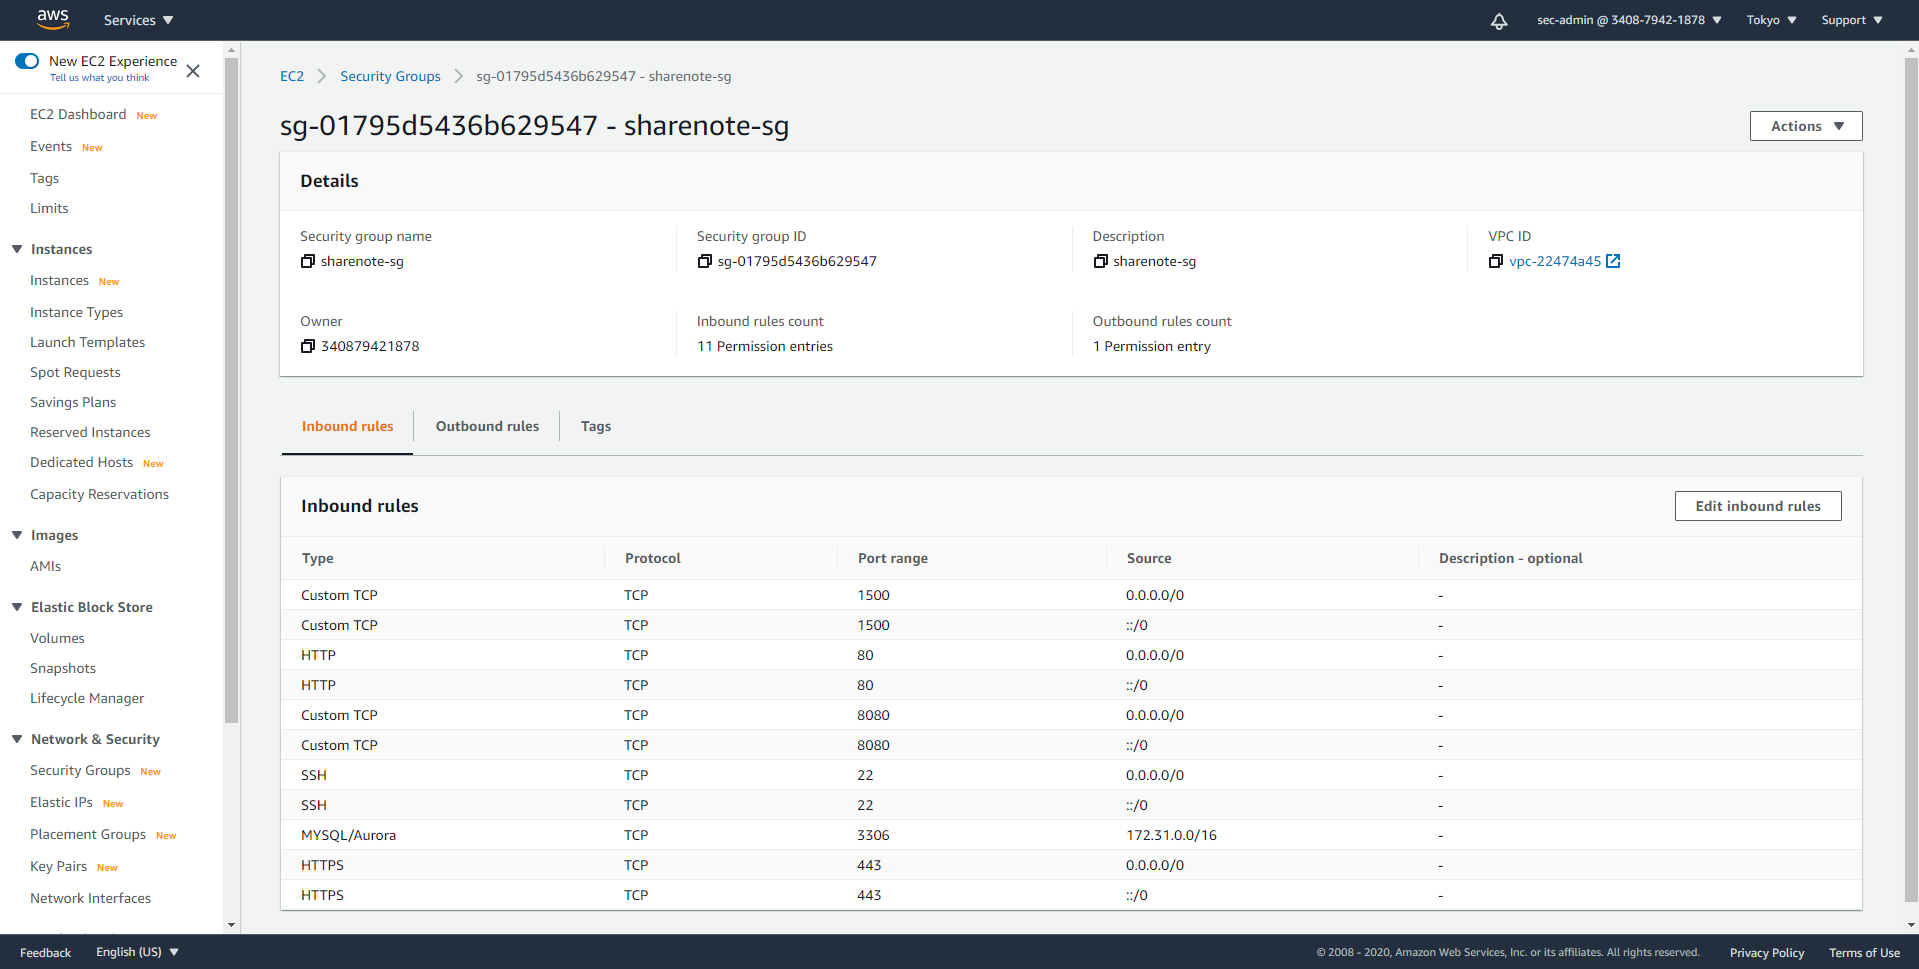 aws Services sec-admin @ 3408-7942-1878 Tokyo Support
New EC2 Experience
Tell us what you think
EC2 Dashboard New
Events New
Tags
Limits
Instances
Instances New
Instance Types
Launch Templates
Spot Requests
Savings Plans
Reserved Instances
Dedicated Hosts New
Capacity Reservations
Images
AMIs
Elastic Block Store
Volumes
Snapshots
Lifecycle Manager
Network & Security
Security Groups New
Elastic IPs New
Placement Groups New
Key Pairs New
Network Interfaces
EC2 Security Groups sg-01795d5436b629547 - sharenote-sg
sg-01795d5436b629547 - sharenote-sg Actions
Details
Security group name Security group ID Description VPC ID
sharenote-sg sg-01795d5436b629547 sharenote-sg vpc-22474a45
Owner Inbound rules count Outbound rules count
340879421878 11 Permission entries 1 Permission entry
Inbound rules Outbound rules Tags
Inbound rules Edit inbound rules
Type Protocol Port range Source Description - optional
Custom TCP TCP 1500 0.0.0.0/0 -
Custom TCP TCP 1500 ::/0 -
HTTP TCP 80 0.0.0.0/0 -
HTTP TCP 80 ::/0 -
Custom TCP TCP 8080 0.0.0.0/0 -
Custom TCP TCP 8080 ::/0 -
SSH TCP 22 0.0.0.0/0 -
SSH TCP 22 ::/0 -
MYSQL/Aurora TCP 3306 172.31.0.0/16 -
HTTPS TCP 443 0.0.0.0/0 -
HTTPS TCP 443 ::/0 -
Feedback English (US) © 2008 - 2020, Amazon Web Services, Inc. or its affiliates. All rights reserved. Privacy Policy Terms of Use